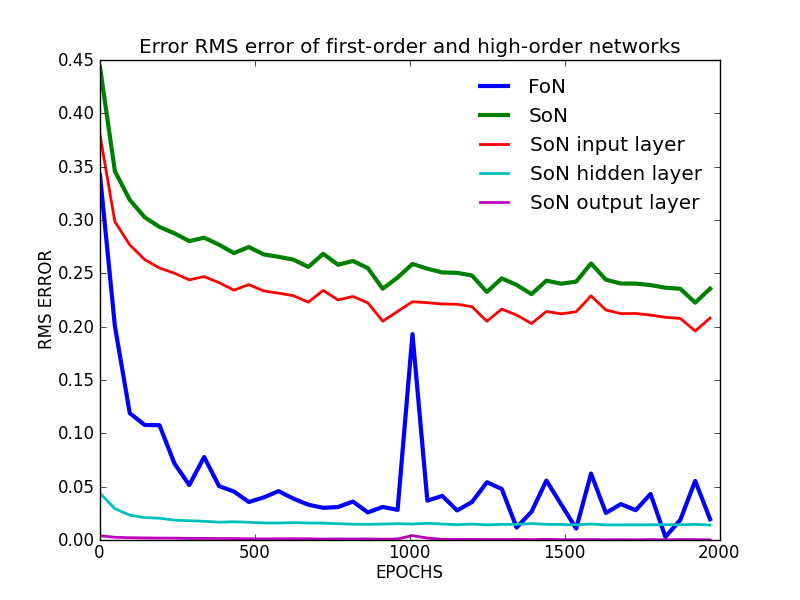 Error RMS error of first-order and high-order networks
0.45
0.40
0.35
0.30
0.25
0.20
0.15
0.10
0.05
0.00
RMS ERROR
FoN
SoN
SoN input layer
SoN hidden layer
SoN output layer
0 500 1000 1500 2000
EPOCHS